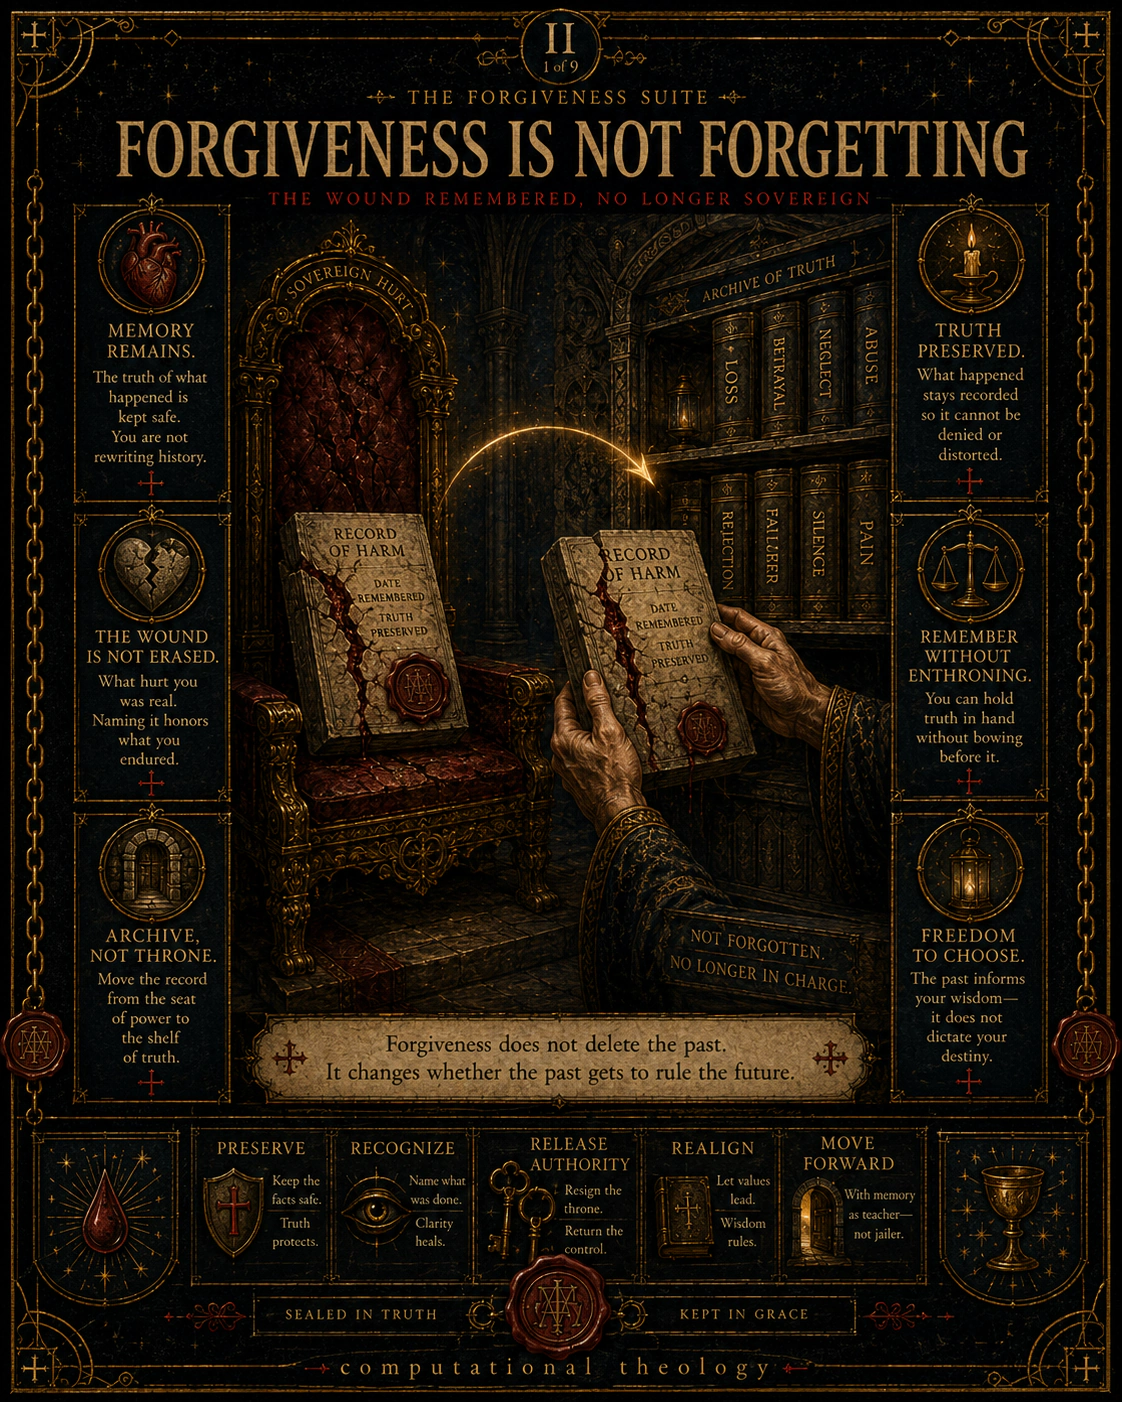 II
1 of 9
THE FORGIVENESS SUITE
FORGIVENESS IS NOT FORGETTING
THE WOUND REMEMBERED, NO LONGER SOVEREIGN
MEMORY
REMAINS.
The truth of what
happened is
kept safe.
You are not
rewriting history.
THE WOUND
IS NOT ERASED.
What hurt you
was real.
Naming it honors
what you
endured.
ARCHIVE,
NOT THRONE.
Move the record
from the seat
of power to
the shelf
of truth.
SOVEREIGN HURT
RECORD
OF HARM
DATE
REMEMBERED
TRUTH
PRESERVED
ARCHIVE OF TRUTH
LOSS
BETRAYAL
NEGLECT
ABUSE
REJECTION
SILENCE
PAIN
RECORD
OF HARM
DATE
REMEMBERED
TRUTH
PRESERVED
NOT FORGOTTEN.
NO LONGER IN CHARGE.
TRUTH
PRESERVED.
What happened
stays recorded
so it cannot be
denied or
distorted.
REMEMBER
WITHOUT
ENTHRONING.
You can hold
truth in hand
without bowing
before it.
FREEDOM
TO CHOOSE.
The past informs
your wisdom—
it does not
dictate your
destiny.
Forgiveness does not delete the past.
It changes whether the past gets to rule the future.
PRESERVE
Keep the
facts safe.
Truth
protects.
RECOGNIZE
Name what
was done.
Clarity
heals.
RELEASE
AUTHORITY
Resign the
throne.
Return the
control.
REALIGN
Let values
lead.
Wisdom
rules.
MOVE
FORWARD
With memory
as teacher—
not jailer.
SEALED IN TRUTH
KEPT IN GRACE
computational theology